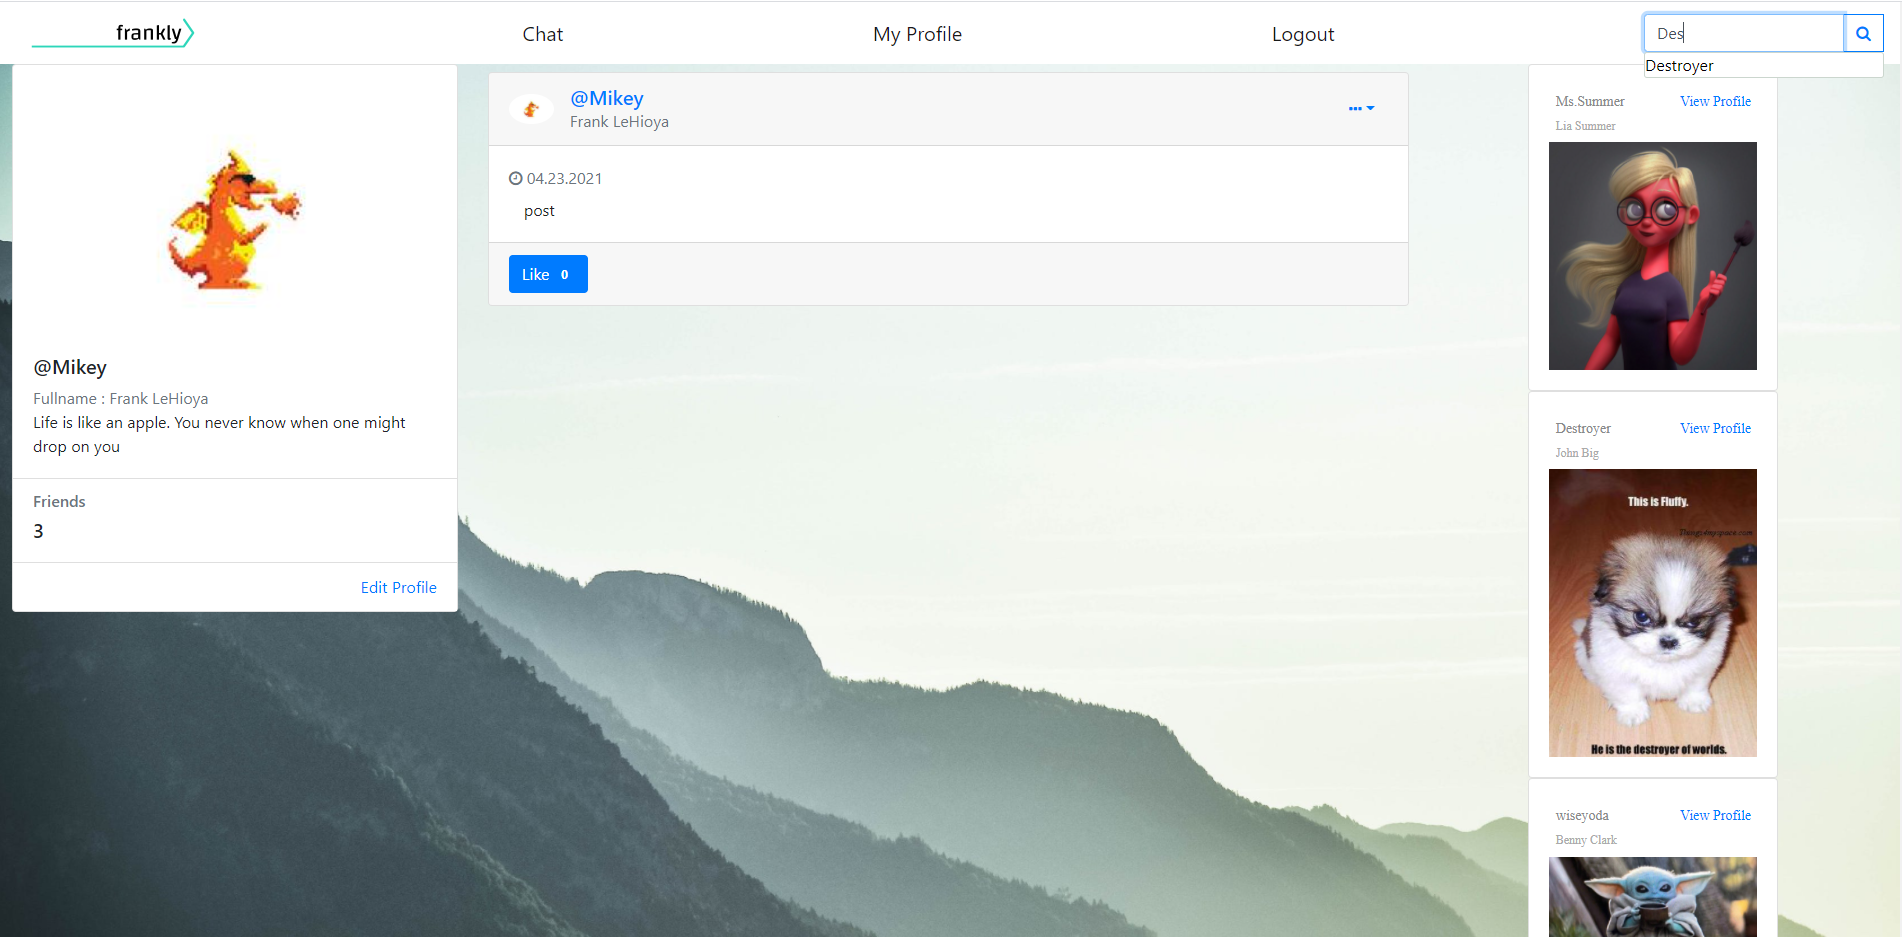 frankly
Chat
My Profile
Logout
Des
Destroyer
@Mikey
Fullname : Frank LeHioya
Life is like an apple. You never know when one might
drop on you
Friends
3
Edit Profile
@Mikey
Frank LeHioya
04.23.2021
post
Like 0
Ms.Summer View Profile
Lia Summer
Destroyer View Profile
John Big
This is Fluffy.
He is the destroyer of worlds.
wiseyoda View Profile
Benny Clark